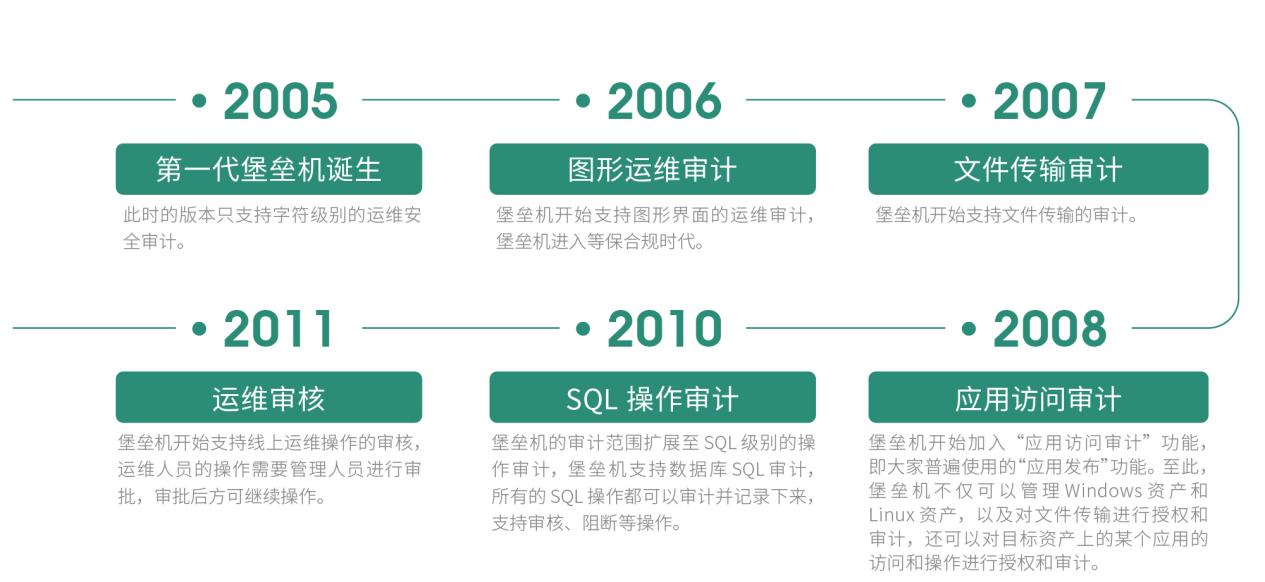 2005
第一代堡垒机诞生
此时的版本只支持字符级别的运维安
全审计。
2006
图形运维审计
堡垒机开始支持图形界面的运维审计，
堡垒机进入等保合规时代。
2007
文件传输审计
堡垒机开始支持文件传输的审计。
2008
应用访问审计
堡垒机开始加入“应用访问审计”功能，
即大家普遍使用的“应用发布”功能。至此，
堡垒机不仅可以管理Windows资产和
Linux资产，以及对文件传输进行授权和
审计，还可以对目标资产上的某个应用的
访问和操作进行授权和审计。
2010
SQL 操作审计
堡垒机的审计范围扩展至 SQL 级别的操
作审计，堡垒机支持数据库 SQL 审计，
所有的 SQL 操作都可以审计并记录下来，
支持审核、阻断等操作。
2011
运维审核
堡垒机开始支持线上运维操作的审核，
运维人员的操作需要管理人员进行审
批，审批后方可继续操作。